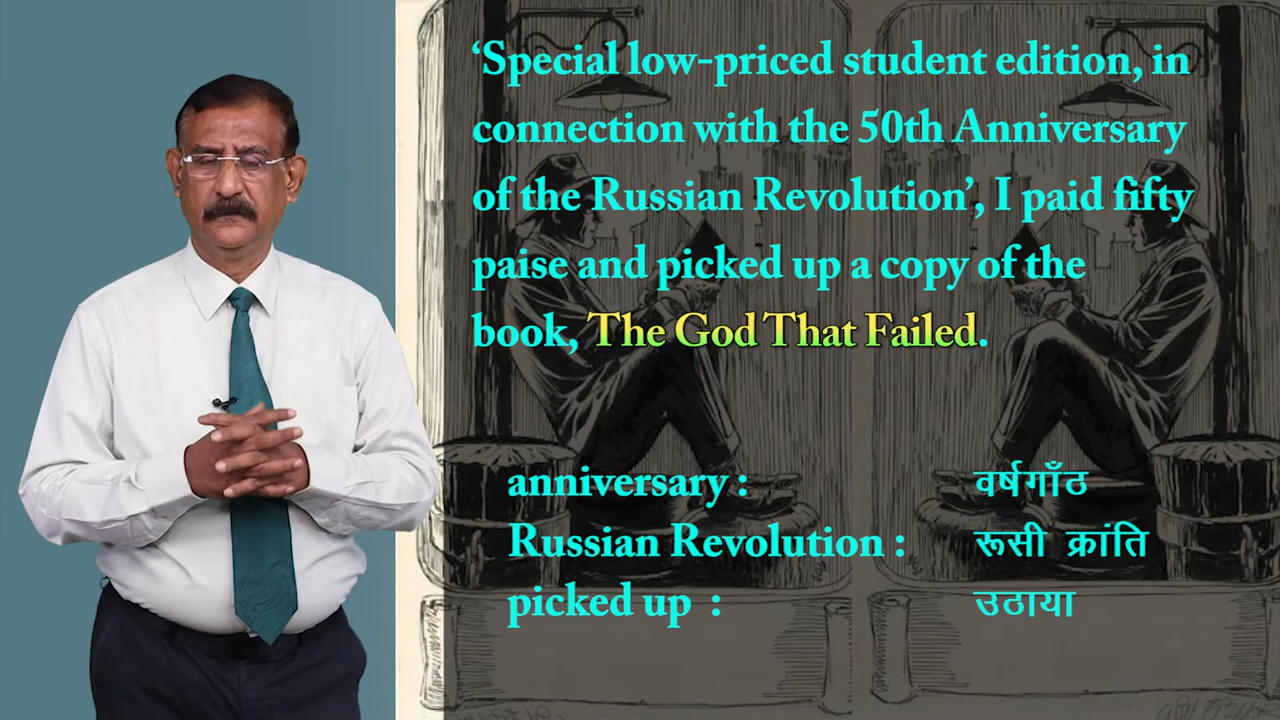 ‘Special low-priced student edition, in
connection with the 50th Anniversary
of the Russian Revolution’, I paid fifty
paise and picked up a copy of the
book, The God That Failed.
anniversary : वर्षगाँठ
Russian Revolution : रूसी क्रांति
picked up : उठाया